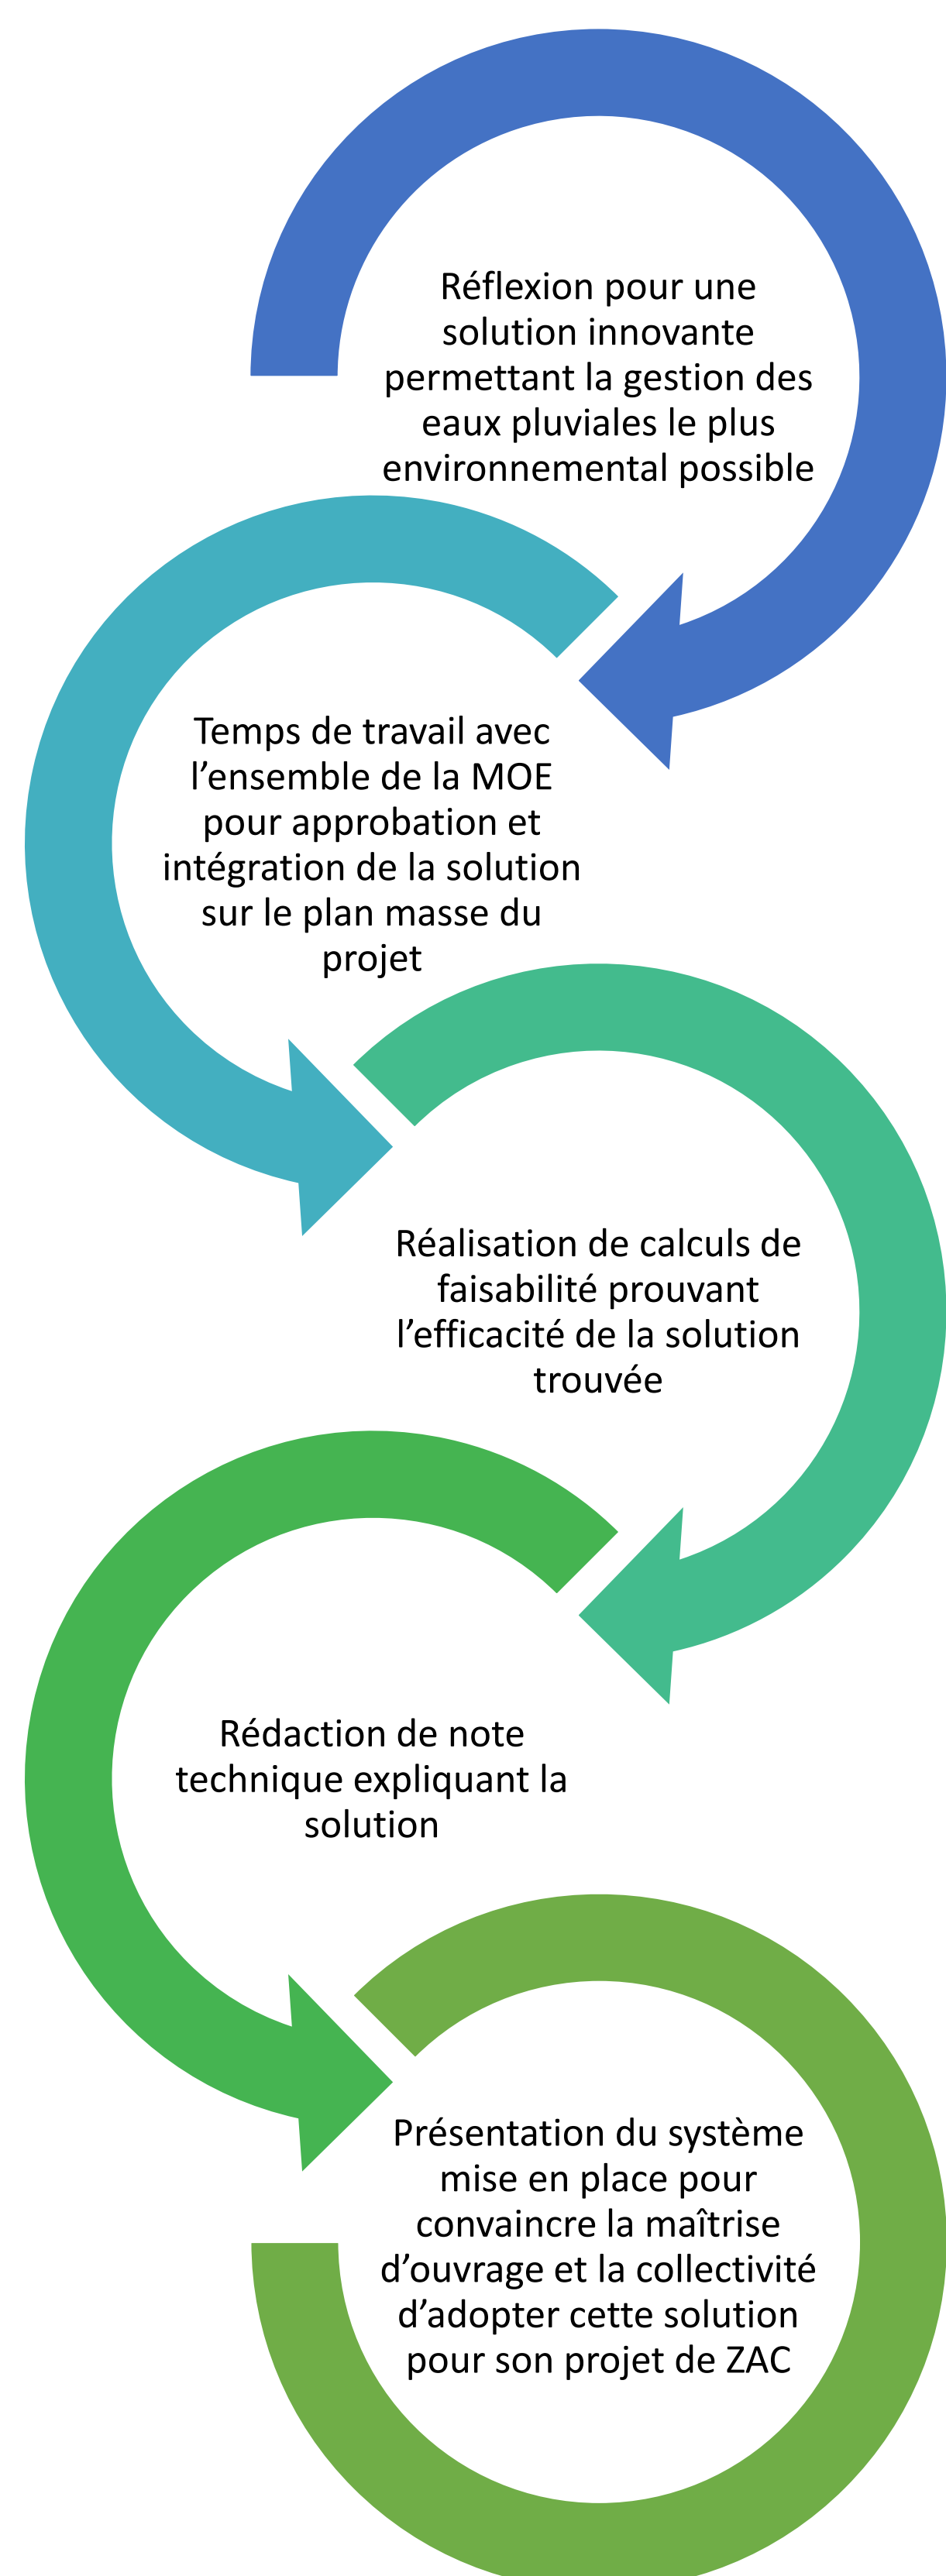 Réflexion pour une
solution innovante
permettant la gestion des
eaux pluviales le plus
environnemental possible
Temps de travail avec
l’ensemble de la MOE
pour approbation et
intégration de la solution
sur le plan masse du
projet
Réalisation de calculs de
faisabilité prouvant
l’efficacité de la solution
trouvée
Rédaction de note
technique expliquant la
solution
Présentation du système
mise en place pour
convaincre la maîtrise
d’ouvrage et la collectivité
d’adopter cette solution
pour son projet de ZAC